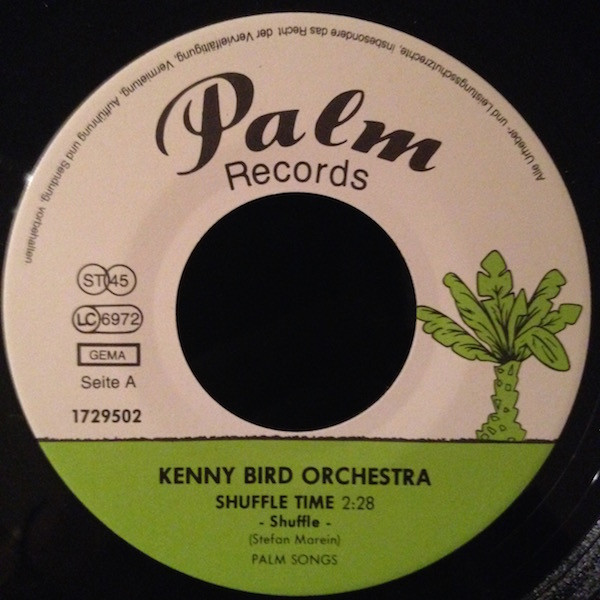 Alle Urheber- und Leistungsschutzrechte, insbesondere das Recht der Vervielfältigung, Vermietung, Aufführung und Sendung, vorbehalten.
Palm
Records
ST 45
LC 6972
GEMA
Seite A
1729502
KENNY BIRD ORCHESTRA
SHUFFLE TIME 2:28
- Shuffle -
(Stefan Marein)
PALM SONGS